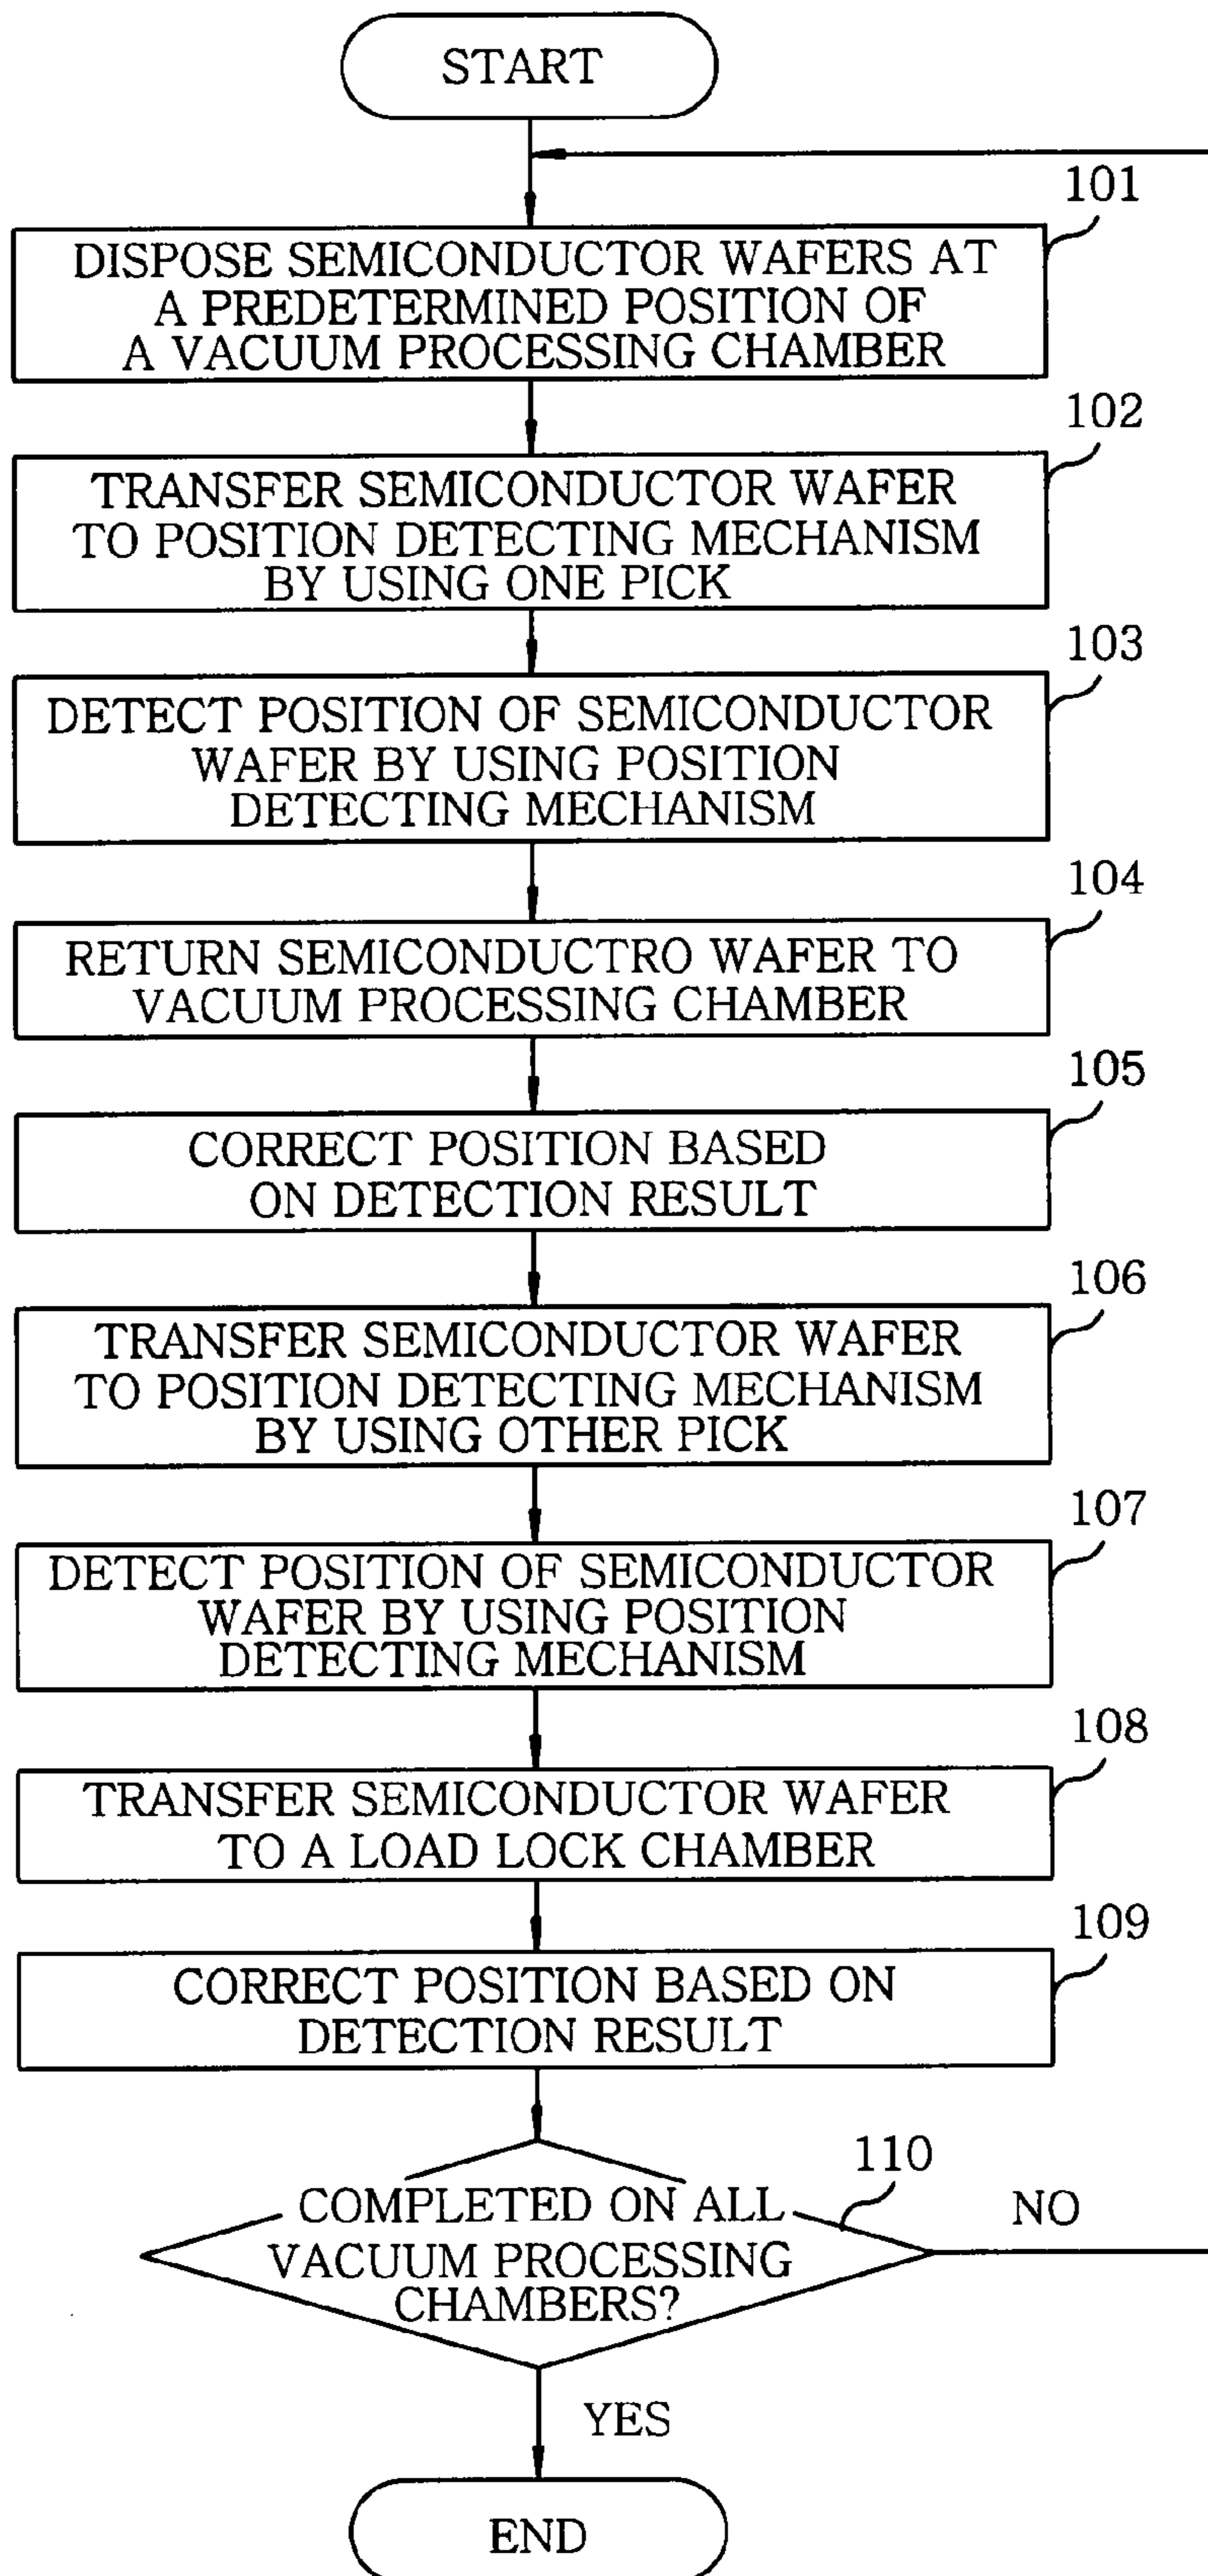 START
101
DISPOSE SEMICONDUCTOR WAFERS AT
A PREDETERMINED POSITION OF
A VACUUM PROCESSING CHAMBER
102
TRANSFER SEMICONDUCTOR WAFER
TO POSITION DETECTING MECHANISM
BY USING ONE PICK
103
DETECT POSITION OF SEMICONDUCTOR
WAFER BY USING POSITION
DETECTING MECHANISM
104
RETURN SEMICONDUCTRO WAFER TO
VACUUM PROCESSING CHAMBER
105
CORRECT POSITION BASED
ON DETECTION RESULT
106
TRANSFER SEMICONDUCTOR WAFER
TO POSITION DETECTING MECHANISM
BY USING OTHER PICK
107
DETECT POSITION OF SEMICONDUCTOR
WAFER BY USING POSITION
DETECTING MECHANISM
108
TRANSFER SEMICONDUCTOR WAFER
TO A LOAD LOCK CHAMBER
109
CORRECT POSITION BASED ON
DETECTION RESULT
110
COMPLETED ON ALL
VACUUM PROCESSING
CHAMBERS?
NO
YES
END